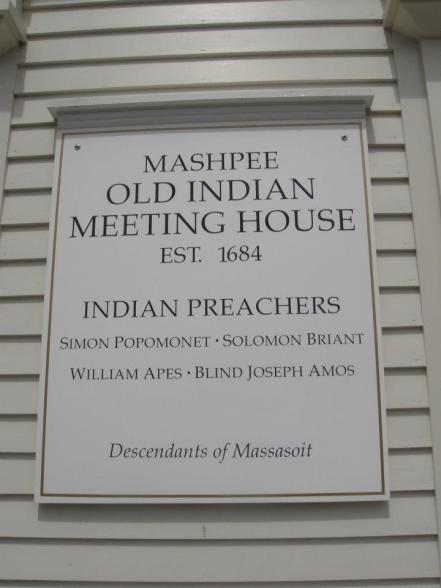 MASHPEE
OLD INDIAN
MEETING HOUSE
EST. 1684
INDIAN PREACHERS
SIMON POPOMONET · SOLOMON BRIANT
WILLIAM APES · BLIND JOSEPH AMOS
Descendants of Massasoit